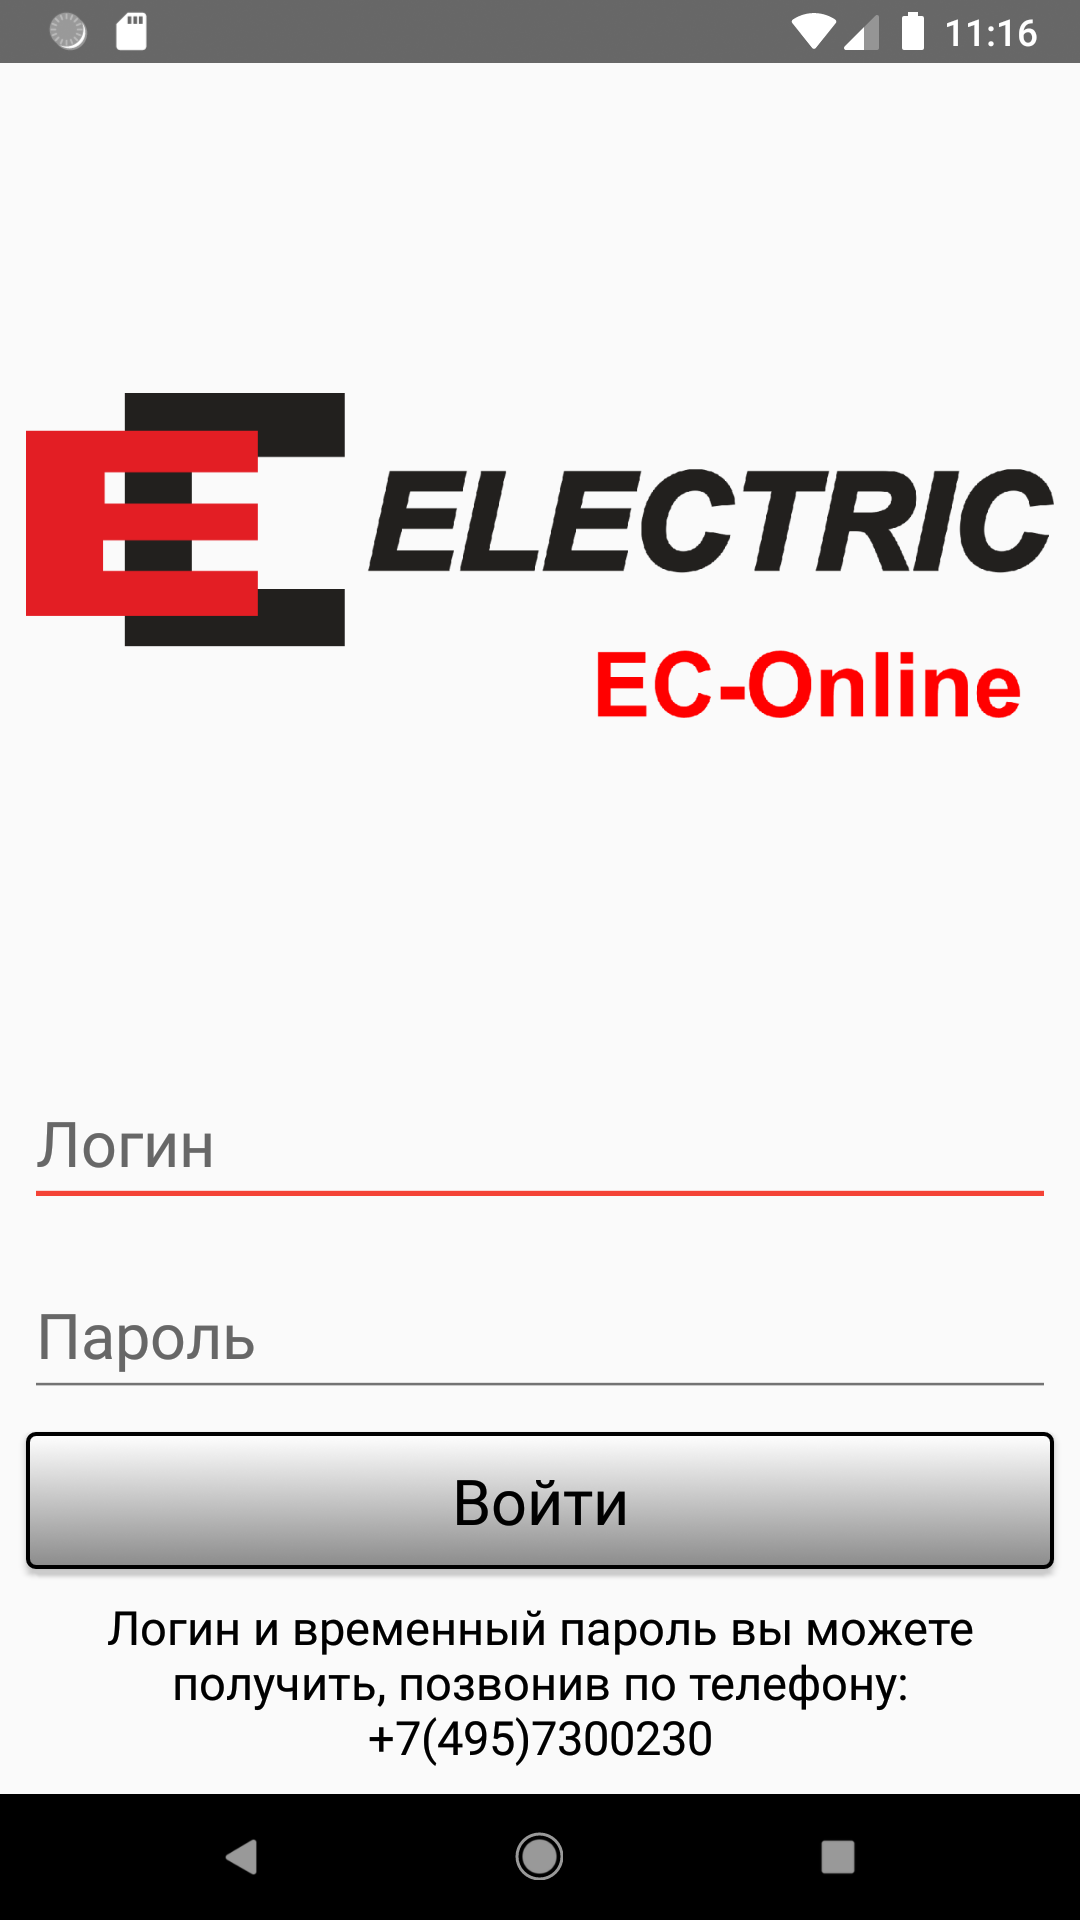 11:16
EC ELECTRIC
EC-Online
Логин
Пароль
Войти
Логин и временный пароль вы можете
получить, позвонив по телефону:
+7(495)7300230